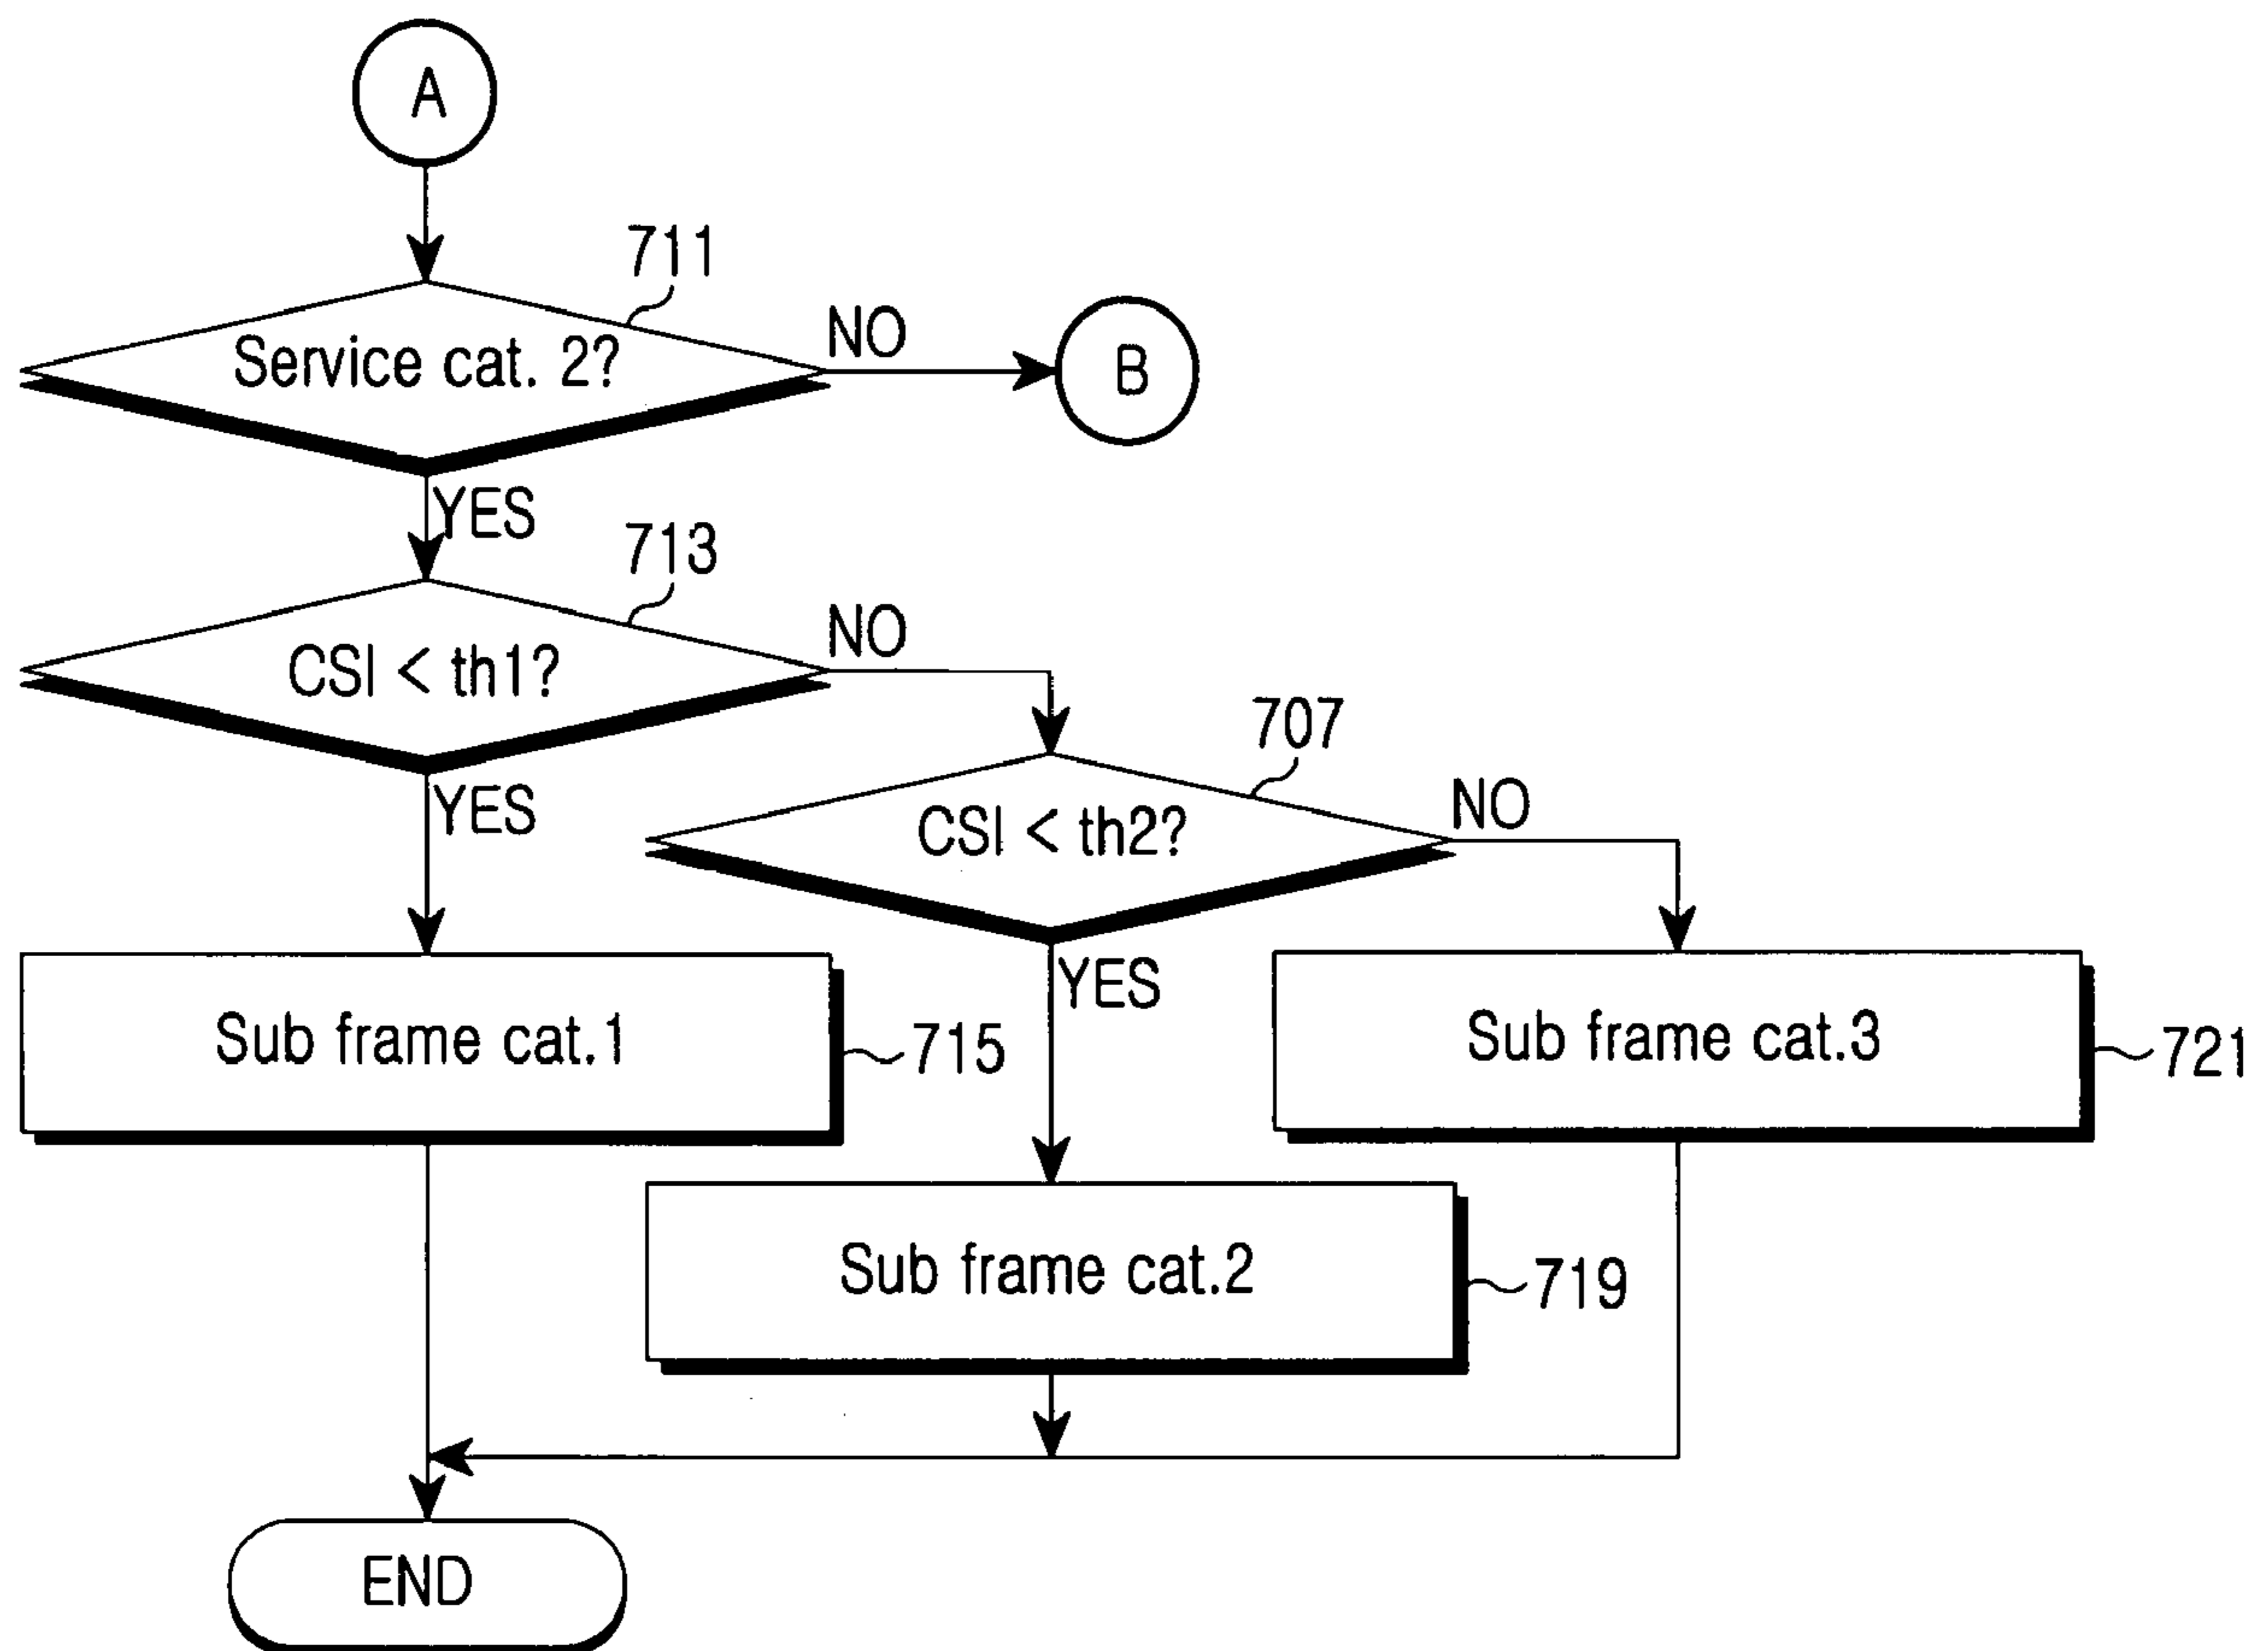 A
711
Service cat. 2?
NO
B
YES
713
CSI < th1?
NO
YES
707
CSI < th2?
NO
YES
Sub frame cat.1
715
Sub frame cat.3
721
Sub frame cat.2
719
END